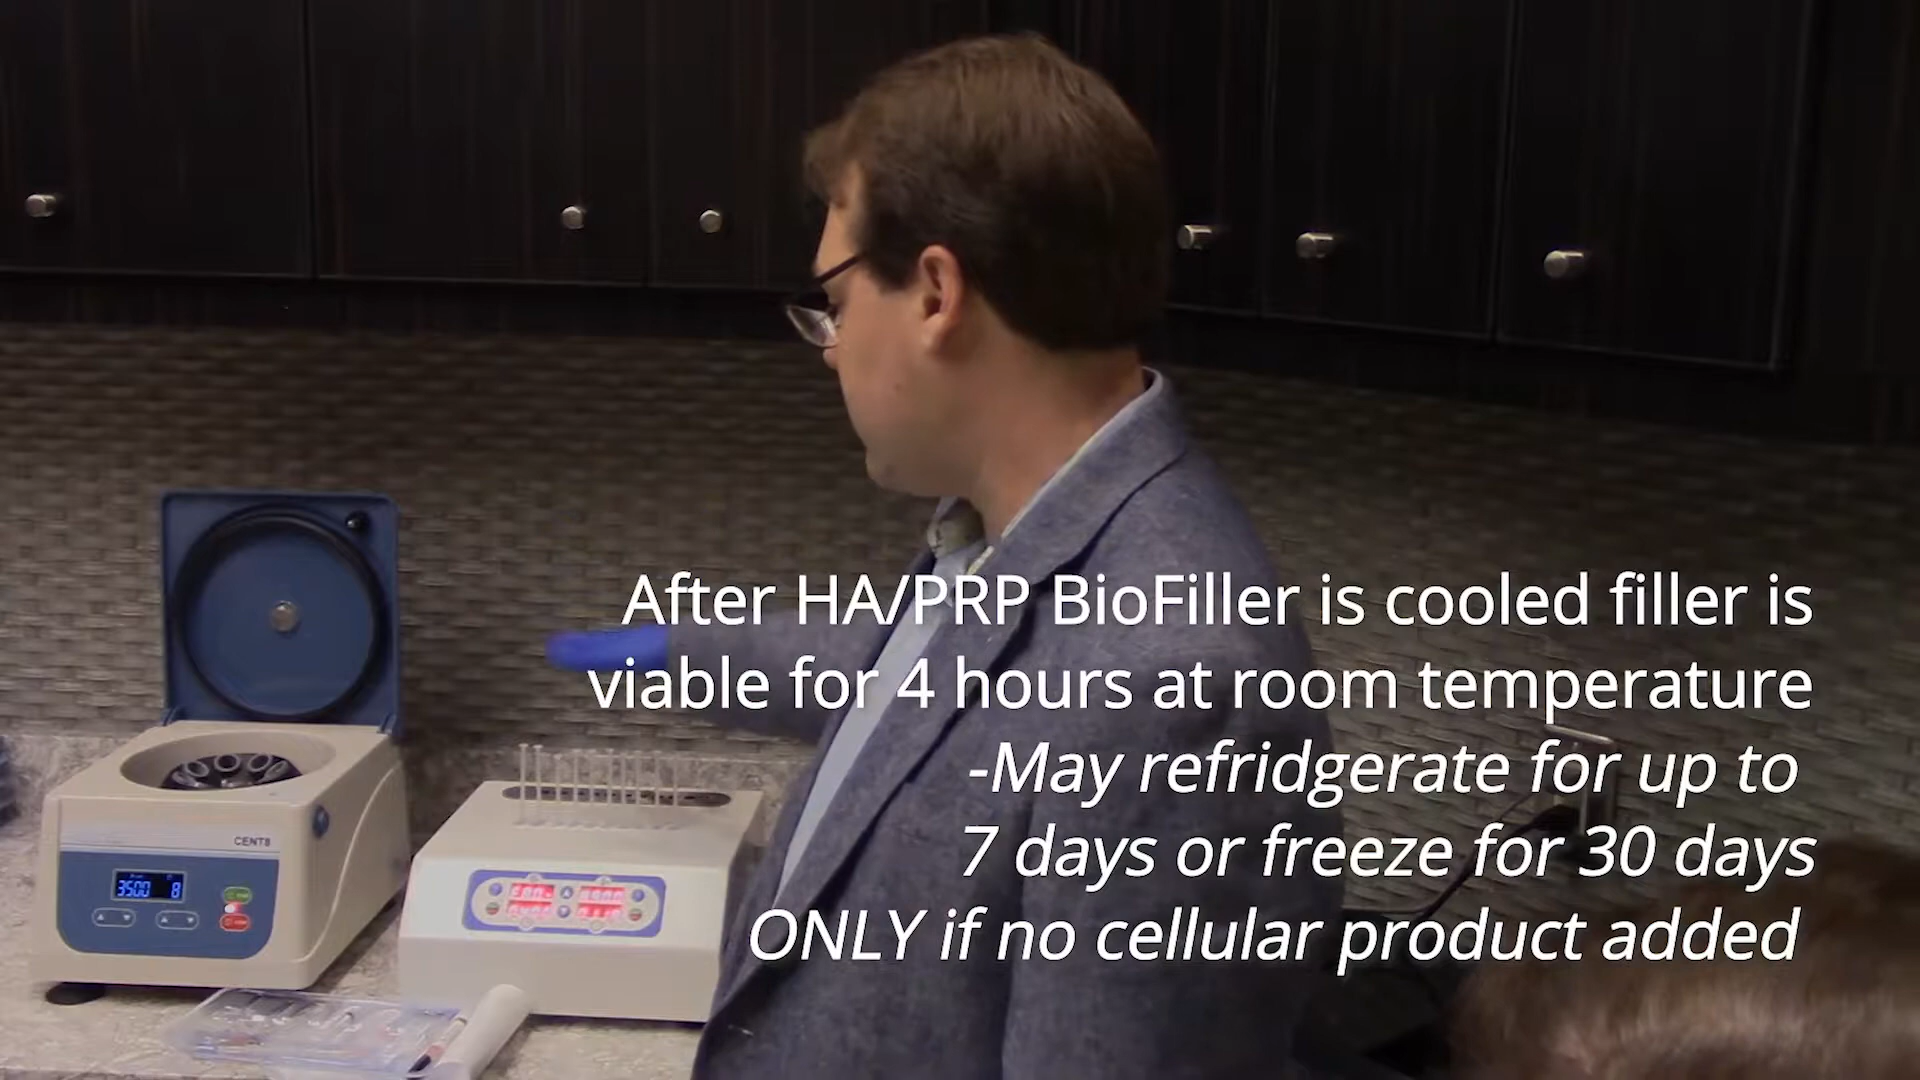 After HA/PRP BioFiller is cooled filler is
viable for 4 hours at room temperature
-May refridgerate for up to
7 days or freeze for 30 days
ONLY if no cellular product added
CENT8
3500 8